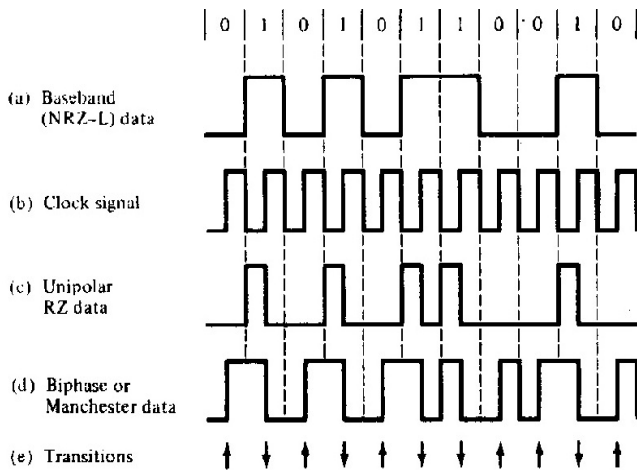 0 1 0 1 0 1 1 0 0 1 0
(a) Baseband
(NRZ-L) data
(b) Clock signal
(c) Unipolar
RZ data
(d) Biphase or
Manchester data
(e) Transitions